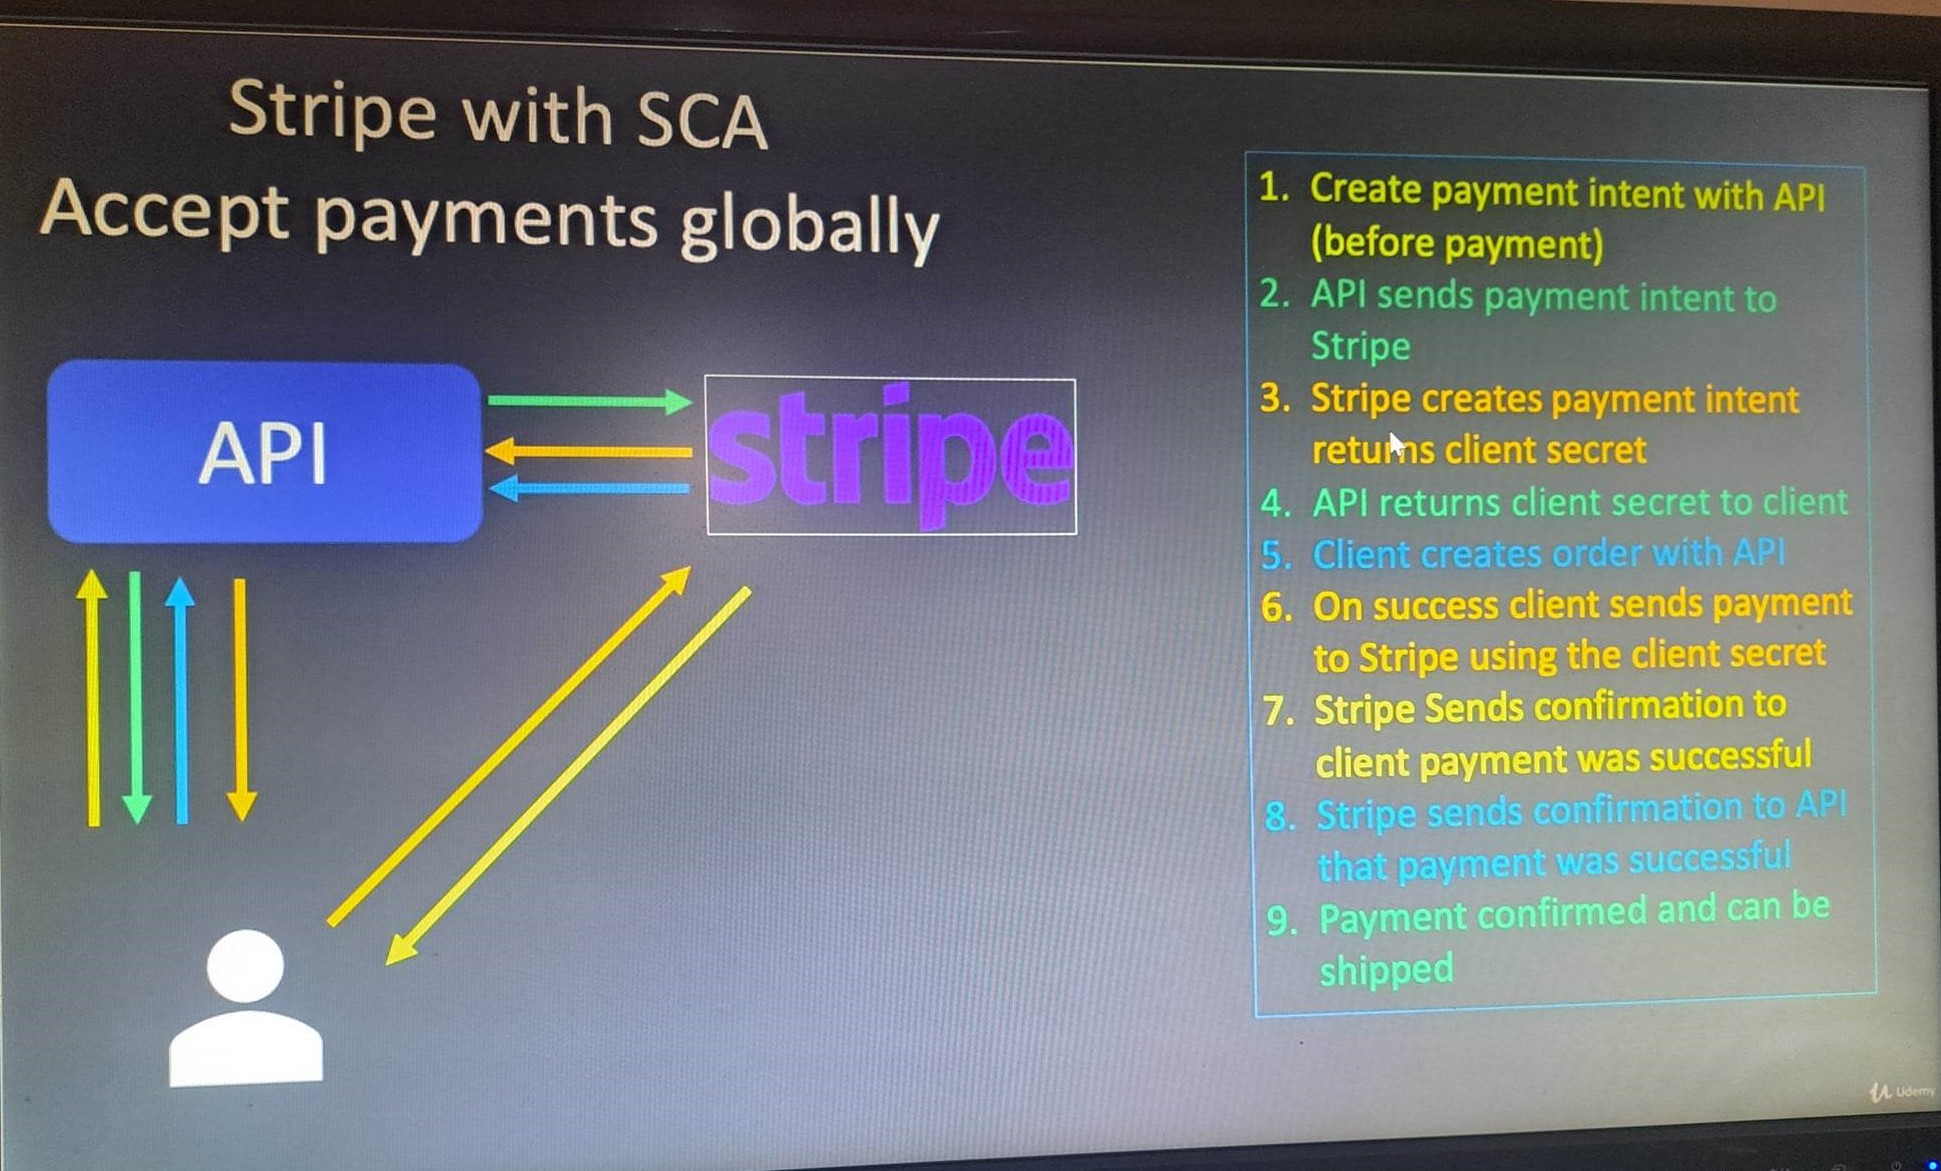 Stripe with SCA
Accept payments globally
API
stripe
1. Create payment intent with API
(before payment)
2. API sends payment intent to
Stripe
3. Stripe creates payment intent
returns client secret
4. API returns client secret to client
5. Client creates order with API
6. On success client sends payment
to Stripe using the client secret
7. Stripe Sends confirmation to
client payment was successful
8. Stripe sends confirmation to API
that payment was successful
9. Payment confirmed and can be
shipped
Udemy